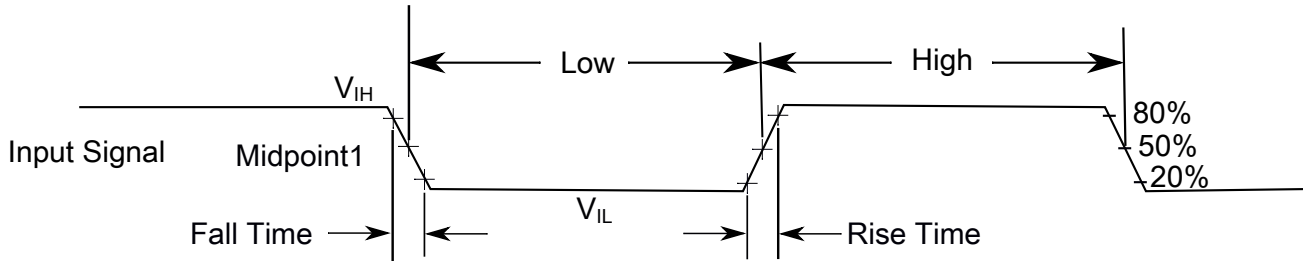 Low
High
V_IH
80%
Input Signal
Midpoint1
50%
20%
V_IL
Fall Time
Rise Time